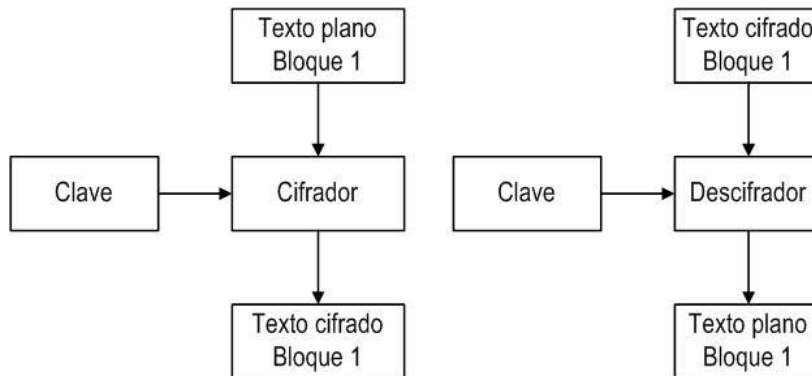 Texto plano
Bloque 1
Texto cifrado
Bloque 1
Clave
Cifrador
Clave
Descifrador
Texto cifrado
Bloque 1
Texto plano
Bloque 1